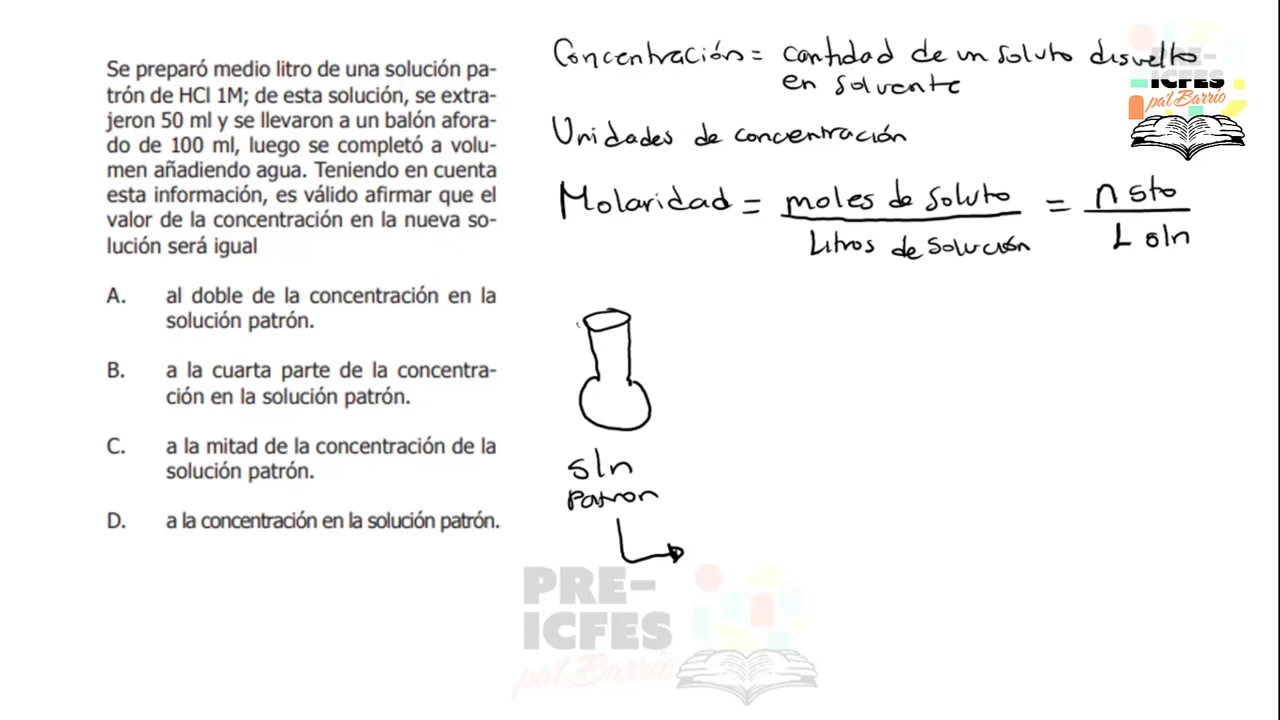 Se preparó medio litro de una solución pa-
trón de HCl 1M; de esta solución, se extra-
jeron 50 ml y se llevaron a un balón afora-
do de 100 ml, luego se completó a volu-
men añadiendo agua. Teniendo en cuenta
esta información, es válido afirmar que el
valor de la concentración en la nueva so-
lución será igual
A. al doble de la concentración en la
solución patrón.
B. a la cuarta parte de la concentra-
ción en la solución patrón.
C. a la mitad de la concentración de la
solución patrón.
D. a la concentración en la solución patrón.
Concentración = cantidad de un soluto disuelto
en solvente
Unidades de concentración
Molaridad = moles de soluto = n sto
Litros de solución L sln
sln
Patron
PRE-
ICFES
pa'l Barrio
PRE-
ICFES
pa'l Barrio